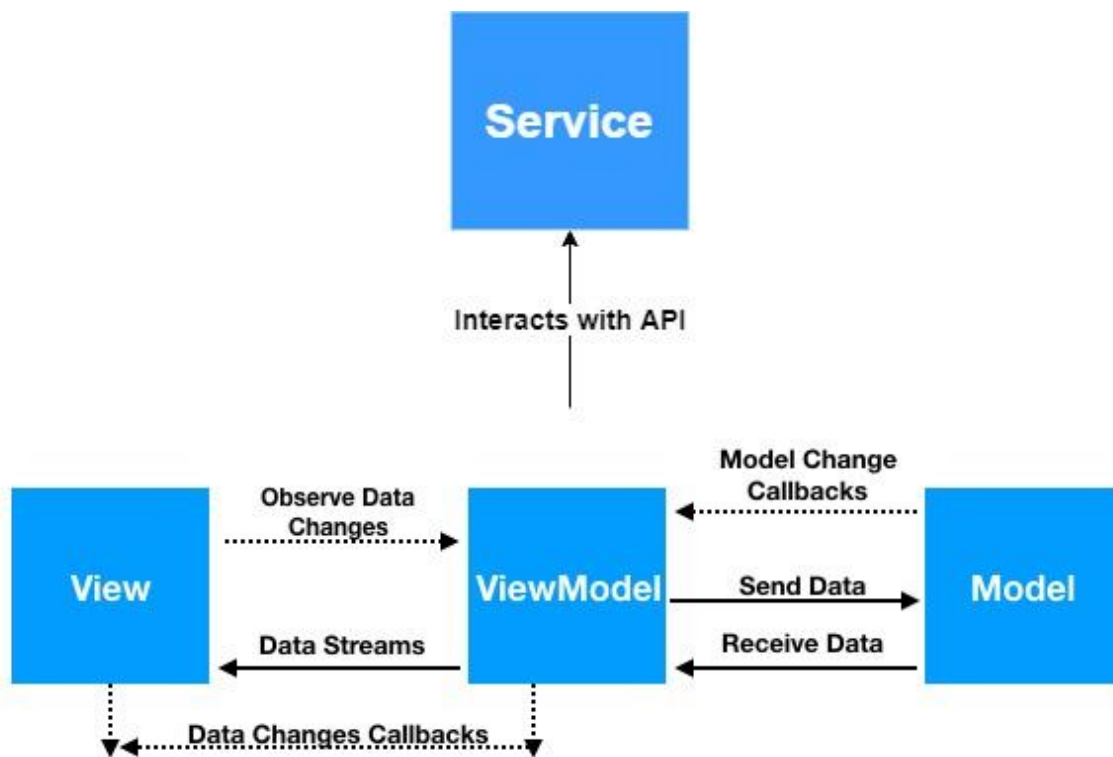 Service
Interacts with API
Model Change
Callbacks
Observe Data
Changes
View
ViewModel
Send Data
Model
Data Streams
Receive Data
Data Changes Callbacks